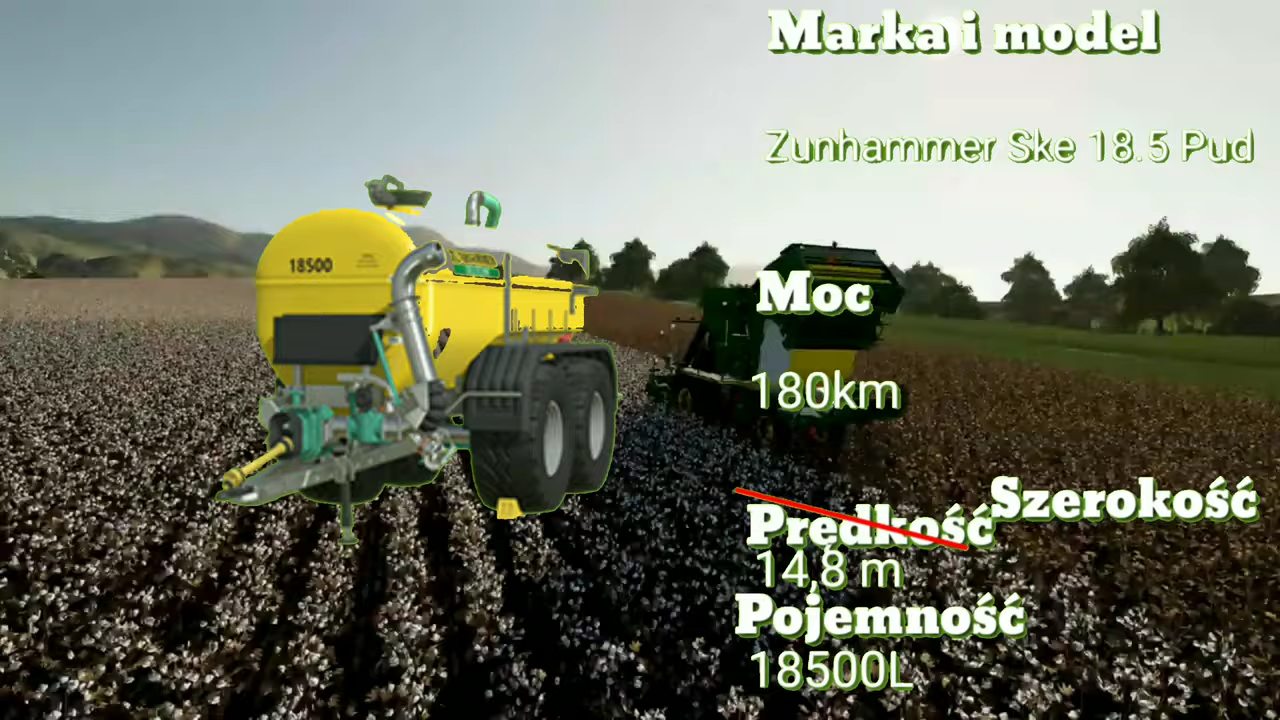 Marka i model
Zunhammer Ske 18.5 Pud
18500
Moc
180km
Prędkość
Szerokość
14,8 m
Pojemność
18500L